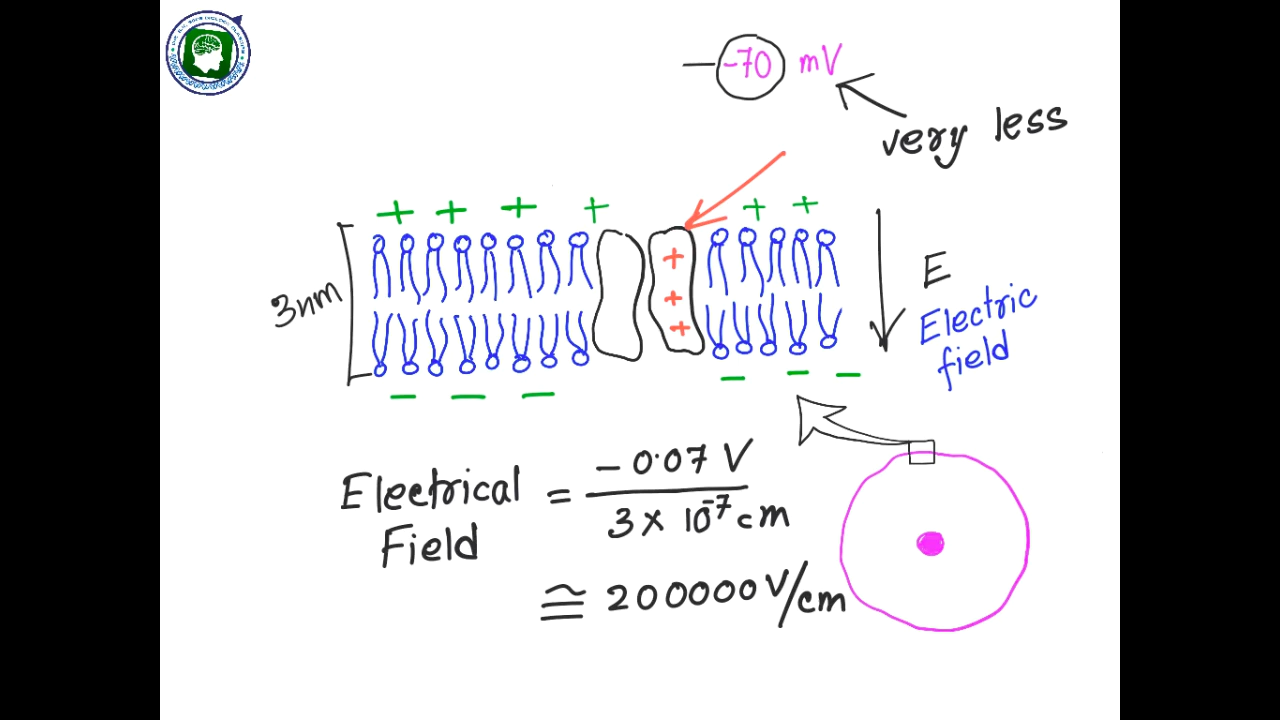 -70 mV
very less
+ + + + + +
3nm
+
+
+
E
Electric
field
- - - - - -
Electrical
Field
= -0.07 V
3 × 10⁻⁷ cm
≅ 200000 V/cm